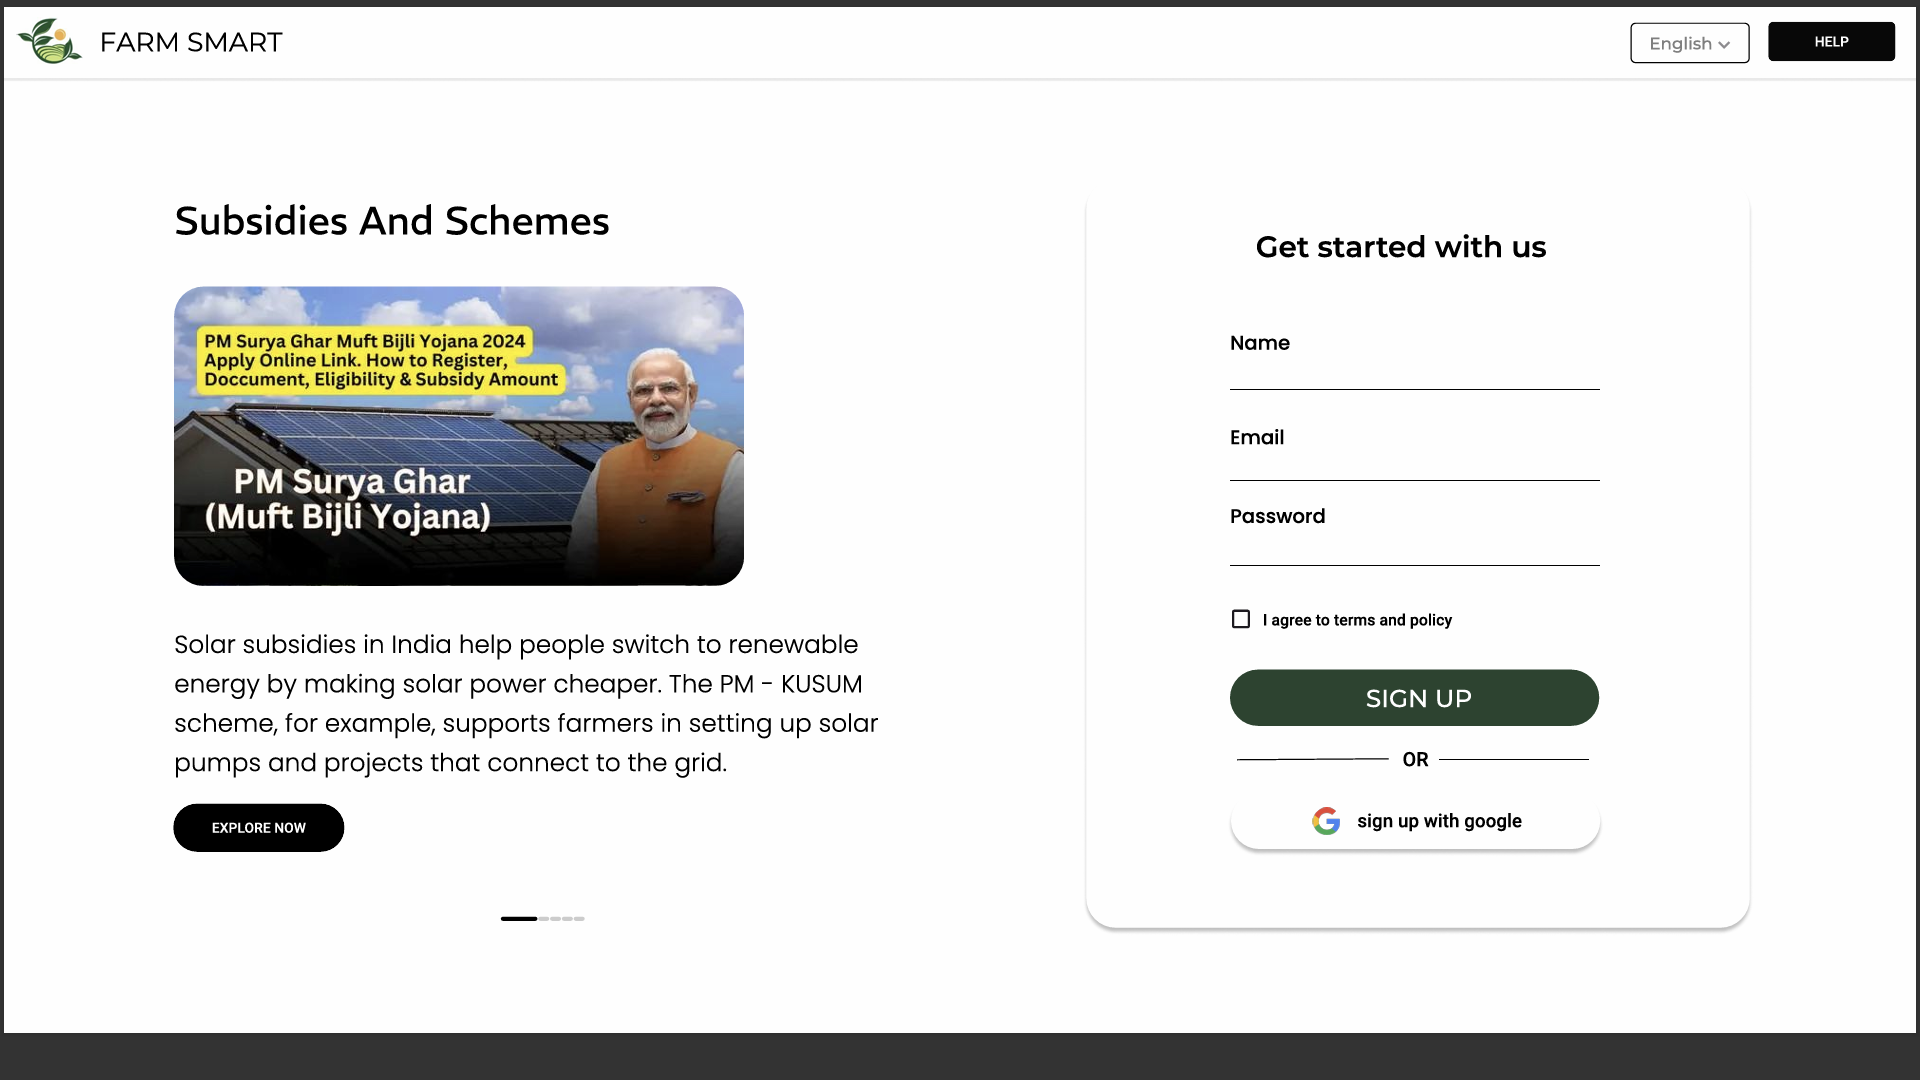 FARM SMART
English
HELP
Subsidies And Schemes
PM Surya Ghar Muft Bijli Yojana 2024
Apply Online Link. How to Register,
Doccument, Eligibility & Subsidy Amount
PM Surya Ghar
(Muft Bijli Yojana)
Solar subsidies in India help people switch to renewable
energy by making solar power cheaper. The PM - KUSUM
scheme, for example, supports farmers in setting up solar
pumps and projects that connect to the grid.
EXPLORE NOW
Get started with us
Name
Email
Password
I agree to terms and policy
SIGN UP
OR
sign up with google